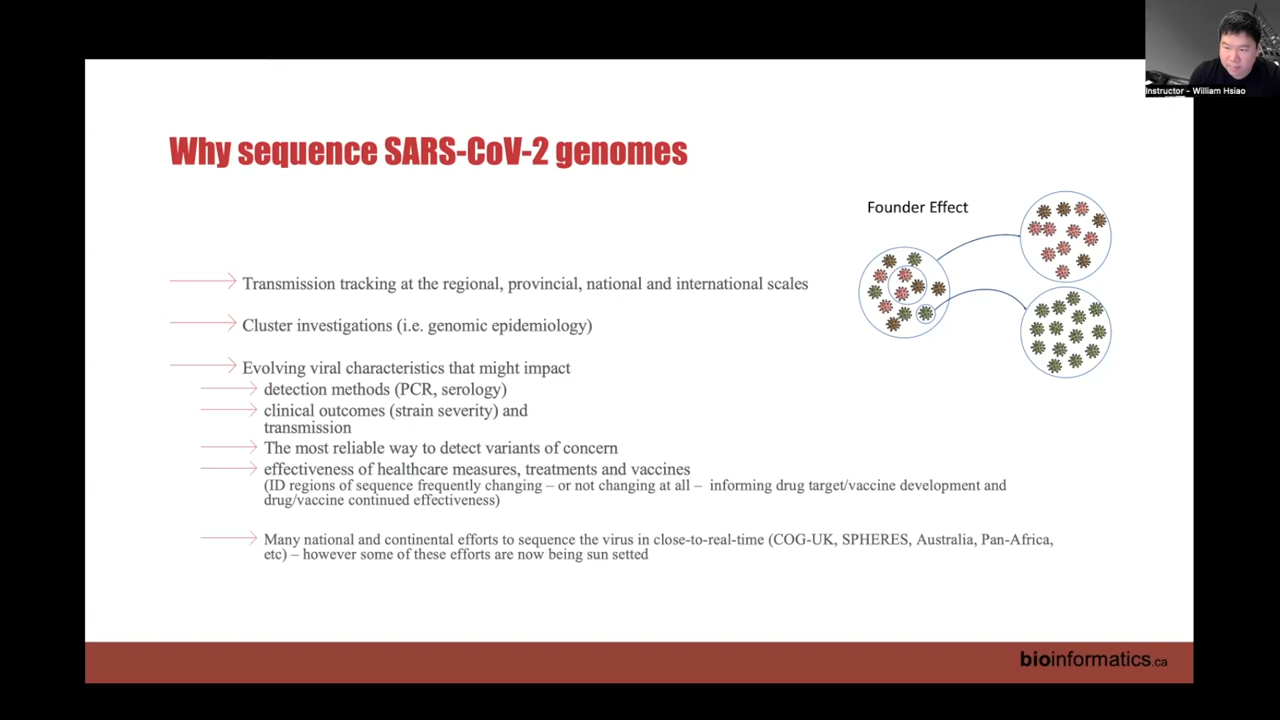 Instructor - William Hsiao
Why sequence SARS-CoV-2 genomes
Founder Effect
Transmission tracking at the regional, provincial, national and international scales
Cluster investigations (i.e. genomic epidemiology)
Evolving viral characteristics that might impact
detection methods (PCR, serology)
clinical outcomes (strain severity) and
transmission
The most reliable way to detect variants of concern
effectiveness of healthcare measures, treatments and vaccines
(ID regions of sequence frequently changing – or not changing at all – informing drug target/vaccine development and
drug/vaccine continued effectiveness)
Many national and continental efforts to sequence the virus in close-to-real-time (COG-UK, SPHERES, Australia, Pan-Africa,
etc) – however some of these efforts are now being sun setted
bioinformatics.ca